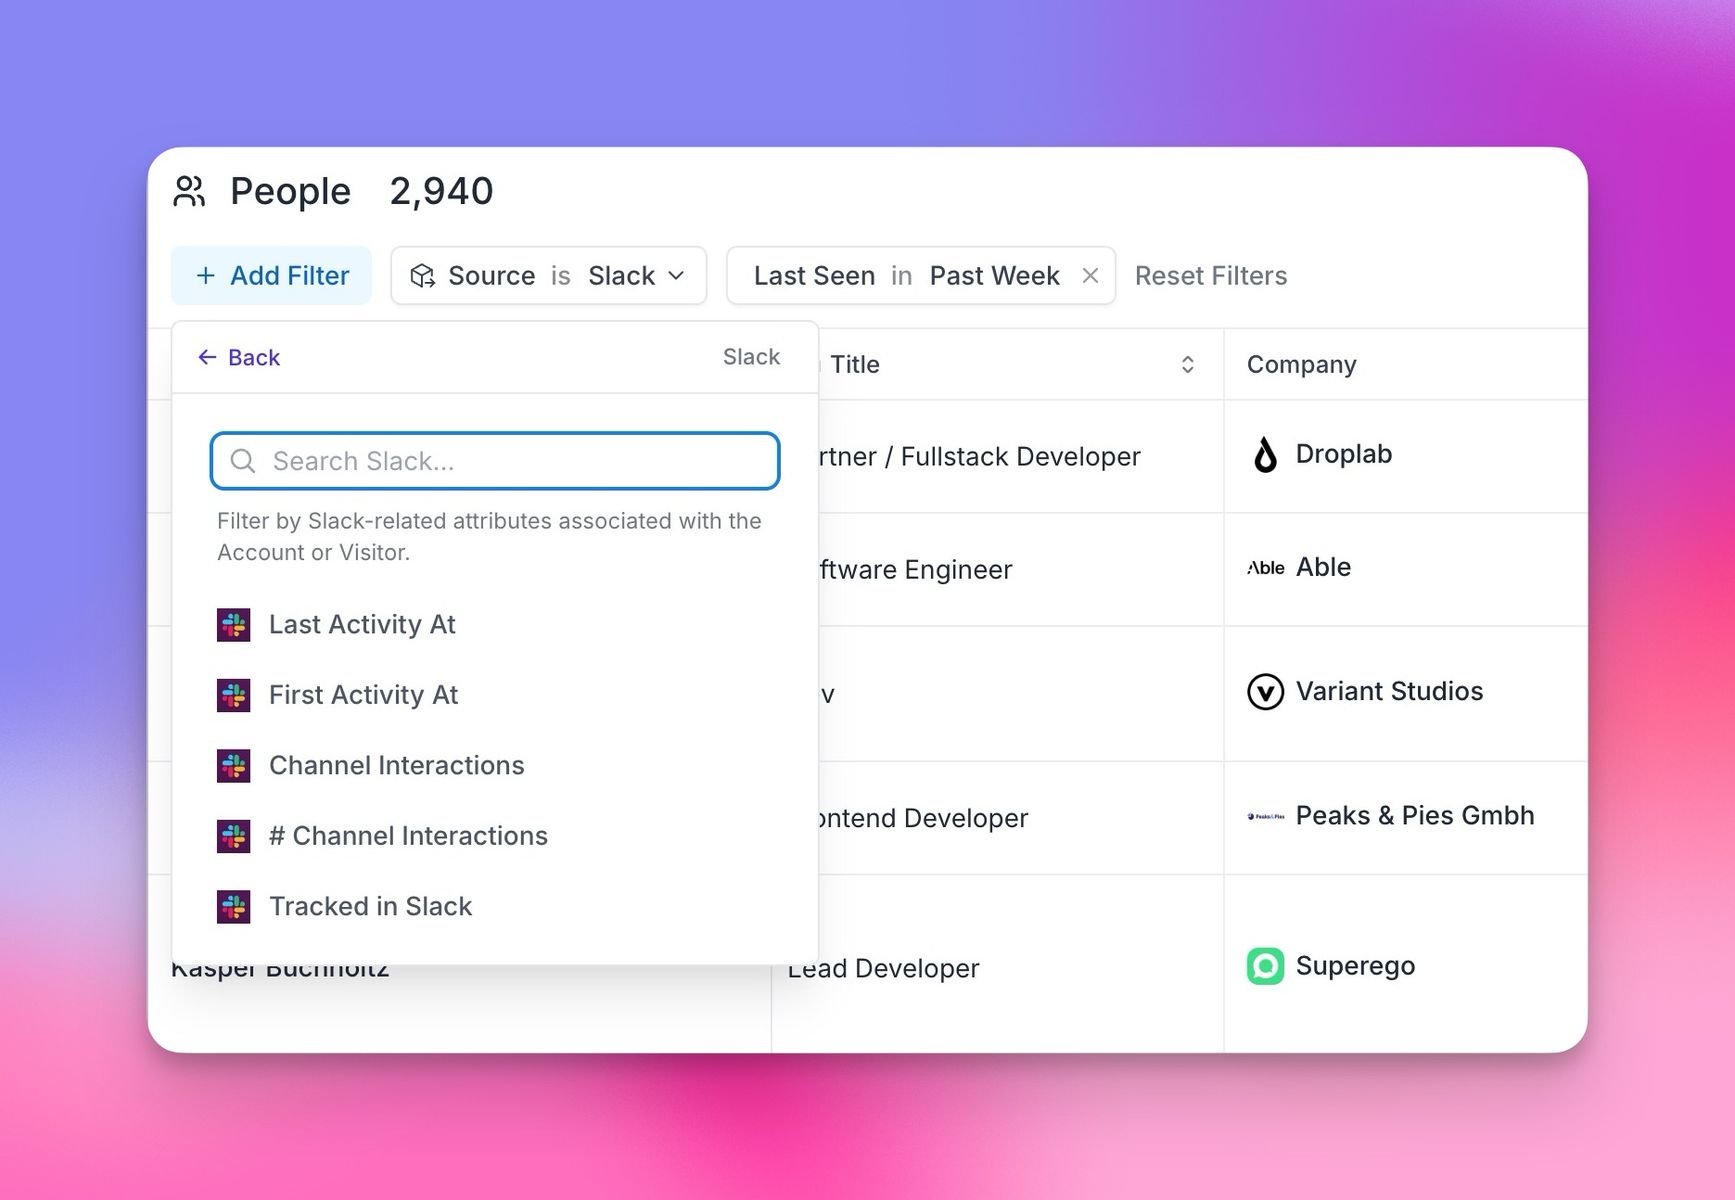 People 2,940
+ Add Filter Source is Slack Last Seen in Past Week Reset Filters
← Back Slack
Search Slack...
Filter by Slack-related attributes associated with the
Account or Visitor.
Last Activity At
First Activity At
Channel Interactions
# Channel Interactions
Tracked in Slack
Kasper Buchholtz
Title Company
/ Fullstack Developer Droplab
Engineer Able Able
Variant Studios
Developer Peaks & Pies Peaks & Pies Gmbh
Lead Developer Superego